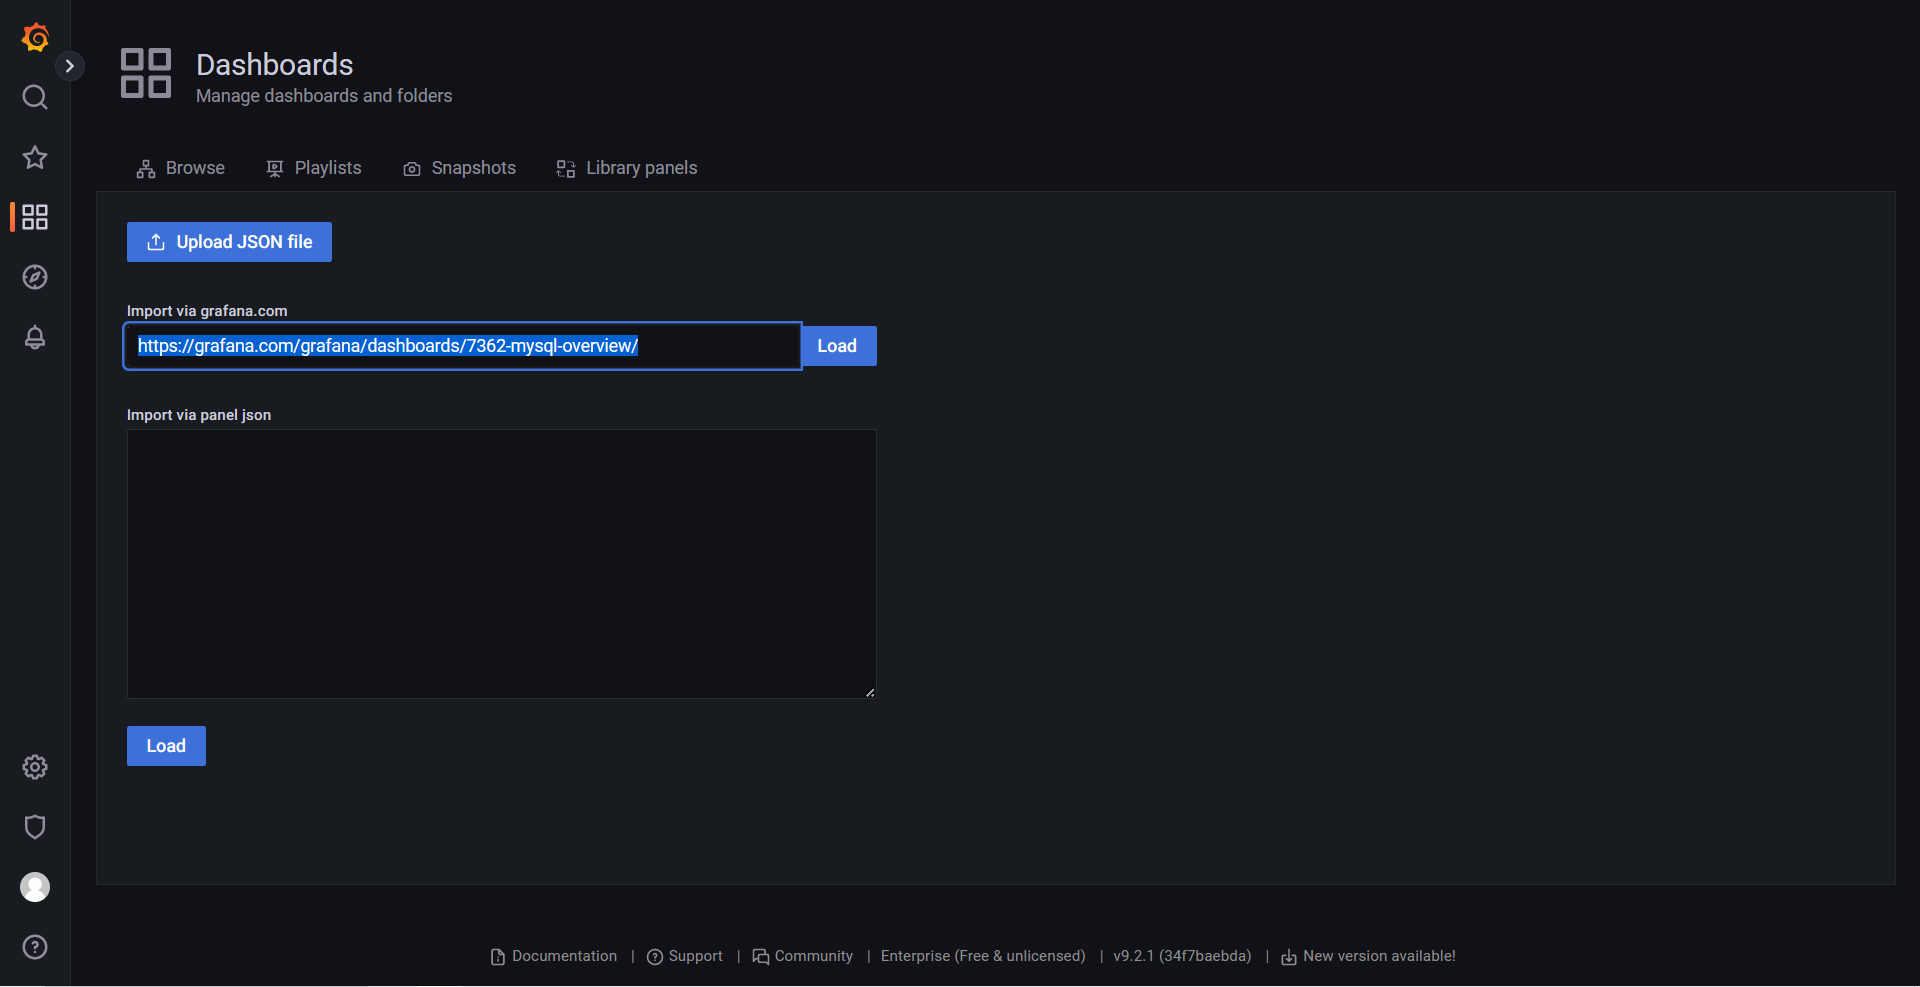 Dashboards
Manage dashboards and folders
Browse Playlists Snapshots Library panels
Upload JSON file
Import via grafana.com
https://grafana.com/grafana/dashboards/7362-mysql-overview/ Load
Import via panel json
Load
Documentation | Support | Community | Enterprise (Free & unlicensed) | v9.2.1 (34f7baebda) | New version available!